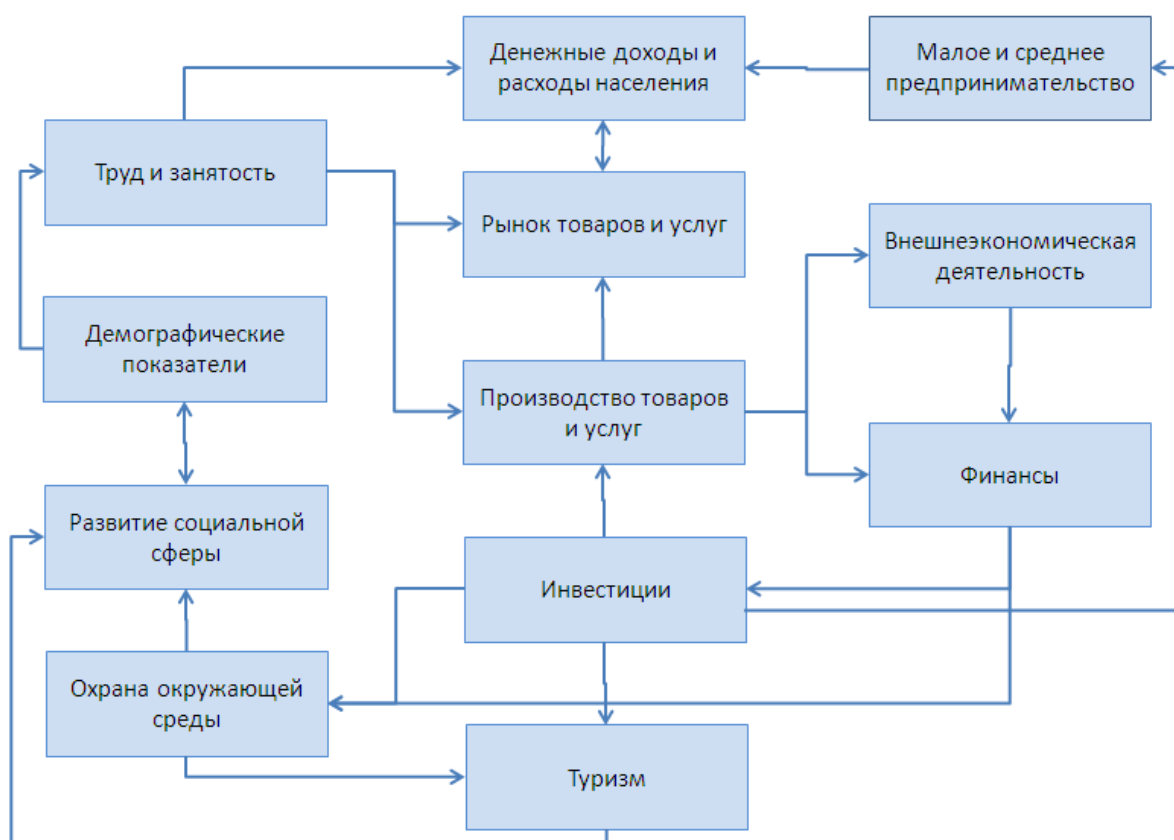 Денежные доходы и
расходы населения
Малое и среднее
предпринимательство
Труд и занятость
Рынок товаров и услуг
Внешнеэкономическая
деятельность
Демографические
показатели
Производство товаров
и услуг
Финансы
Развитие социальной
сферы
Инвестиции
Охрана окружающей
среды
Туризм